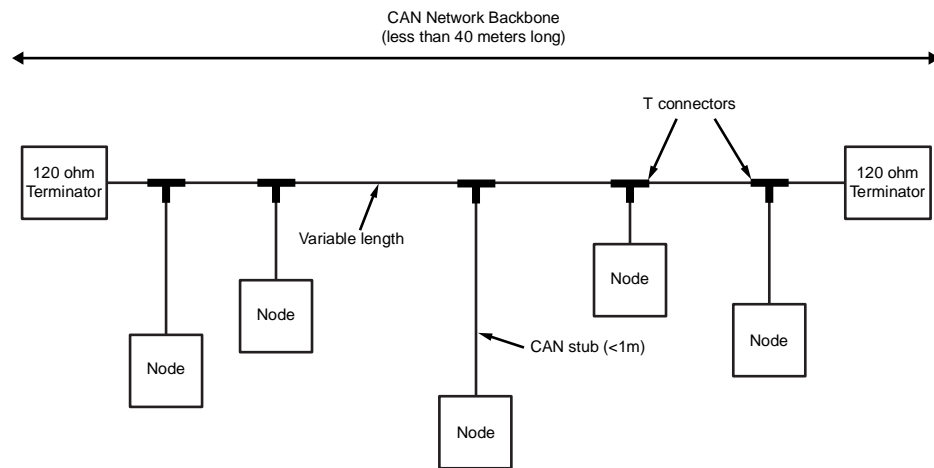 CAN Network Backbone
(less than 40 meters long)
T connectors
120 ohm
Terminator
120 ohm
Terminator
Variable length
Node
Node
Node
Node
CAN stub (<1m)
Node